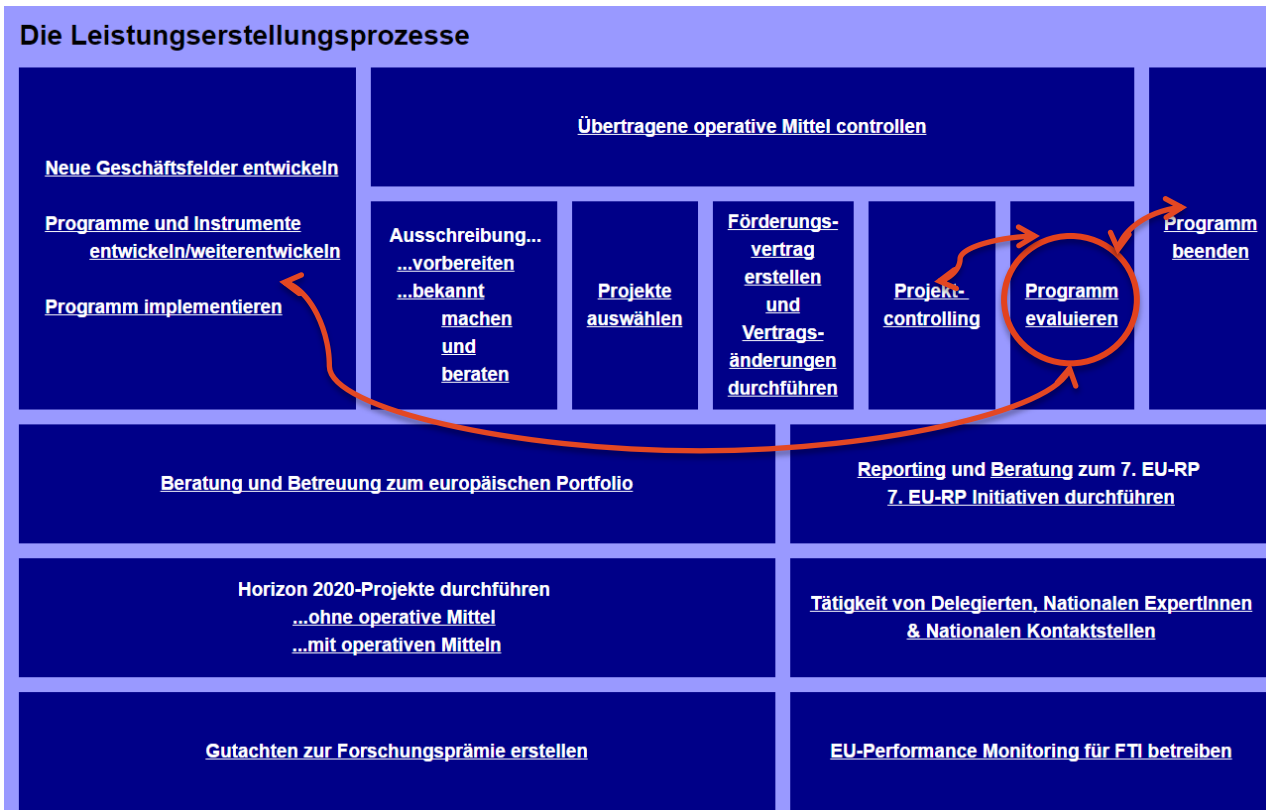 Die Leistungserstellungsprozesse
Neue Geschäftsfelder entwickeln
Programme und Instrumente
entwickeln/weiterentwickeln
Programm implementieren
Übertragene operative Mittel controllen
Ausschreibung...
...vorbereiten
...bekannt
machen
und
beraten
Projekte
auswählen
Förderungs-
vertrag
erstellen
und
Vertrags-
änderungen
durchführen
Projekt-
controlling
Programm
evaluieren
Programm
beenden
Beratung und Betreuung zum europäischen Portfolio
Reporting und Beratung zum 7. EU-RP
7. EU-RP Initiativen durchführen
Horizon 2020-Projekte durchführen
...ohne operative Mittel
...mit operativen Mitteln
Tätigkeit von Delegierten, Nationalen ExpertInnen
& Nationalen Kontaktstellen
Gutachten zur Forschungsprämie erstellen
EU-Performance Monitoring für FTI betreiben